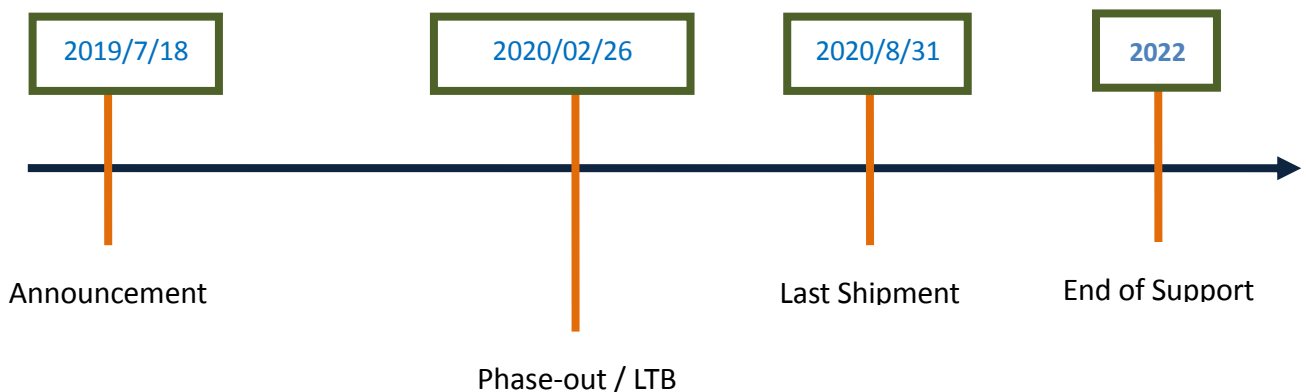 2019/7/18
2020/02/26
2020/8/31
2022
Announcement
Last Shipment
End of Support
Phase-out / LTB